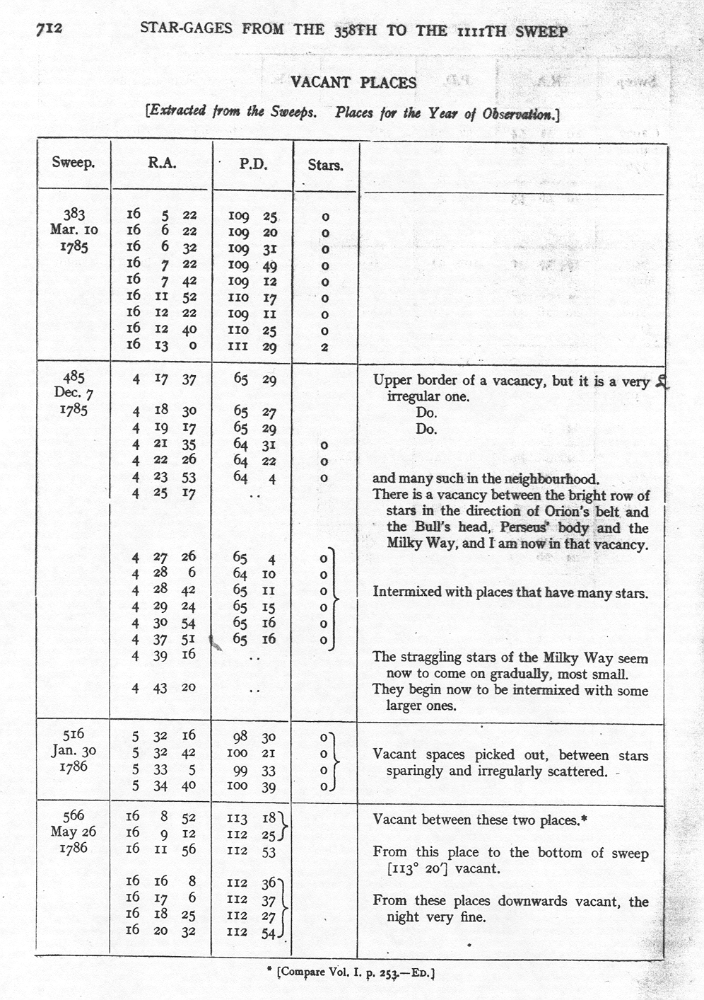 712 STAR-GAGES FROM THE 358TH TO THE 1111TH SWEEP
VACANT PLACES
[Extracted from the Sweeps. Places for the Year of Observation.]
Sweep. R.A. P.D. Stars.
383 16 5 22 109 25 0
Mar. 10 16 6 22 109 20 0
1785 16 6 32 109 31 0
16 7 22 109 49 0
16 7 42 109 12 0
16 11 52 110 17 0
16 12 22 109 11 0
16 12 40 110 25 0
16 13 0 111 29 2
485 4 17 37 65 29 Upper border of a vacancy, but it is a very
Dec. 7 irregular one.
1785 4 18 30 65 27 Do.
4 19 17 65 29 Do.
4 21 35 64 31 0
4 22 26 64 22 0
4 23 53 64 4 0 and many such in the neighbourhood.
4 25 17 .. There is a vacancy between the bright row of
stars in the direction of Orion's belt and
the Bull's head, Perseus' body and the
Milky Way, and I am now in that vacancy.
4 27 26 65 4 0
4 28 6 64 10 0
4 28 42 65 11 0 Intermixed with places that have many stars.
4 29 24 65 15 0
4 30 54 65 16 0
4 37 51 65 16 0
4 39 16 .. The straggling stars of the Milky Way seem
now to come on gradually, most small.
4 43 20 .. They begin now to be intermixed with some
larger ones.
516 5 32 16 98 30 0
Jan. 30 5 32 42 100 21 0 Vacant spaces picked out, between stars
1786 5 33 5 99 33 0 sparingly and irregularly scattered.
5 34 40 100 39 0
566 16 8 52 113 18 Vacant between these two places.*
May 26 16 9 12 112 25
1786 16 11 56 112 53 From this place to the bottom of sweep
[113° 20′] vacant.
16 16 8 112 36
16 17 6 112 37 From these places downwards vacant, the
16 18 25 112 27 night very fine.
16 20 32 112 54
* [Compare Vol. I. p. 253.—ED.]